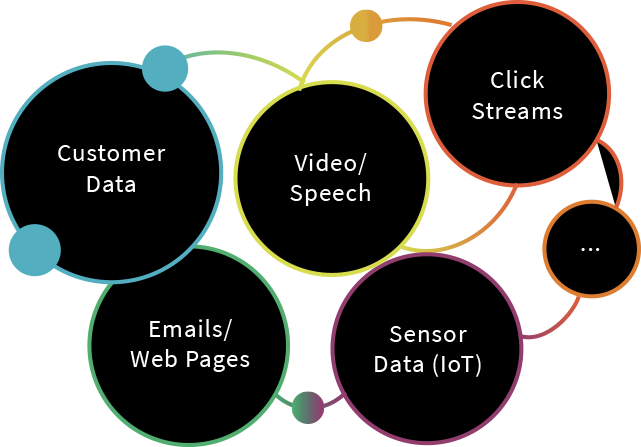 Click
Streams
Customer
Data
Video/
Speech
...
Emails/
Web Pages
Sensor
Data (IoT)